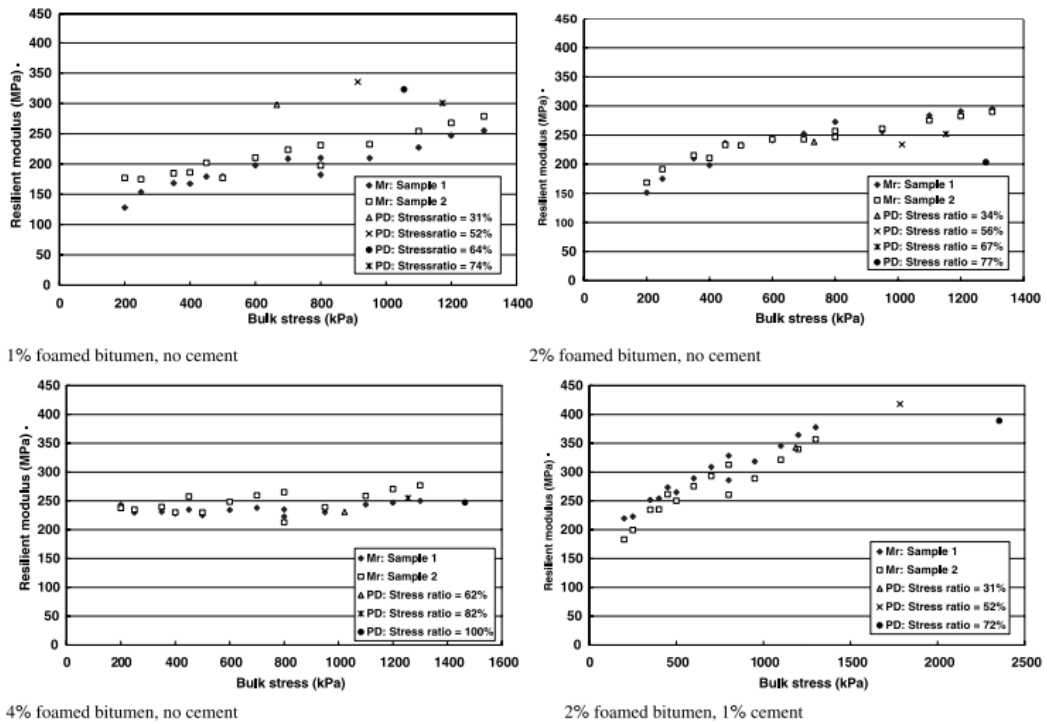 450
400
350
300
250
200
150
100
50
0
Resilient modulus (MPa)
Mr: Sample 1
Mr: Sample 2
PD: Stressratio = 31%
PD: Stressratio = 52%
PD: Stressratio = 64%
PD: Stressratio = 74%
0 200 400 600 800 1000 1200 1400
Bulk stress (kPa)
1% foamed bitumen, no cement
450
400
350
300
250
200
150
100
50
0
Resilient modulus (MPa)
Mr: Sample 1
Mr: Sample 2
PD: Stress ratio = 34%
PD: Stress ratio = 56%
PD: Stress ratio = 67%
PD: Stress ratio = 77%
0 200 400 600 800 1000 1200 1400
Bulk stress (kPa)
2% foamed bitumen, no cement
450
400
350
300
250
200
150
100
50
0
Resilient modulus (MPa)
Mr: Sample 1
Mr: Sample 2
PD: Stress ratio = 62%
PD: Stress ratio = 82%
PD: Stress ratio = 100%
0 200 400 600 800 1000 1200 1400 1600
Bulk stress (kPa)
4% foamed bitumen, no cement
450
400
350
300
250
200
150
100
50
0
Resilient modulus (MPa)
Mr: Sample 1
Mr: Sample 2
PD: Stress ratio = 31%
PD: Stress ratio = 52%
PD: Stress ratio = 72%
0 500 1000 1500 2000 2500
Bulk stress (kPa)
2% foamed bitumen, 1% cement